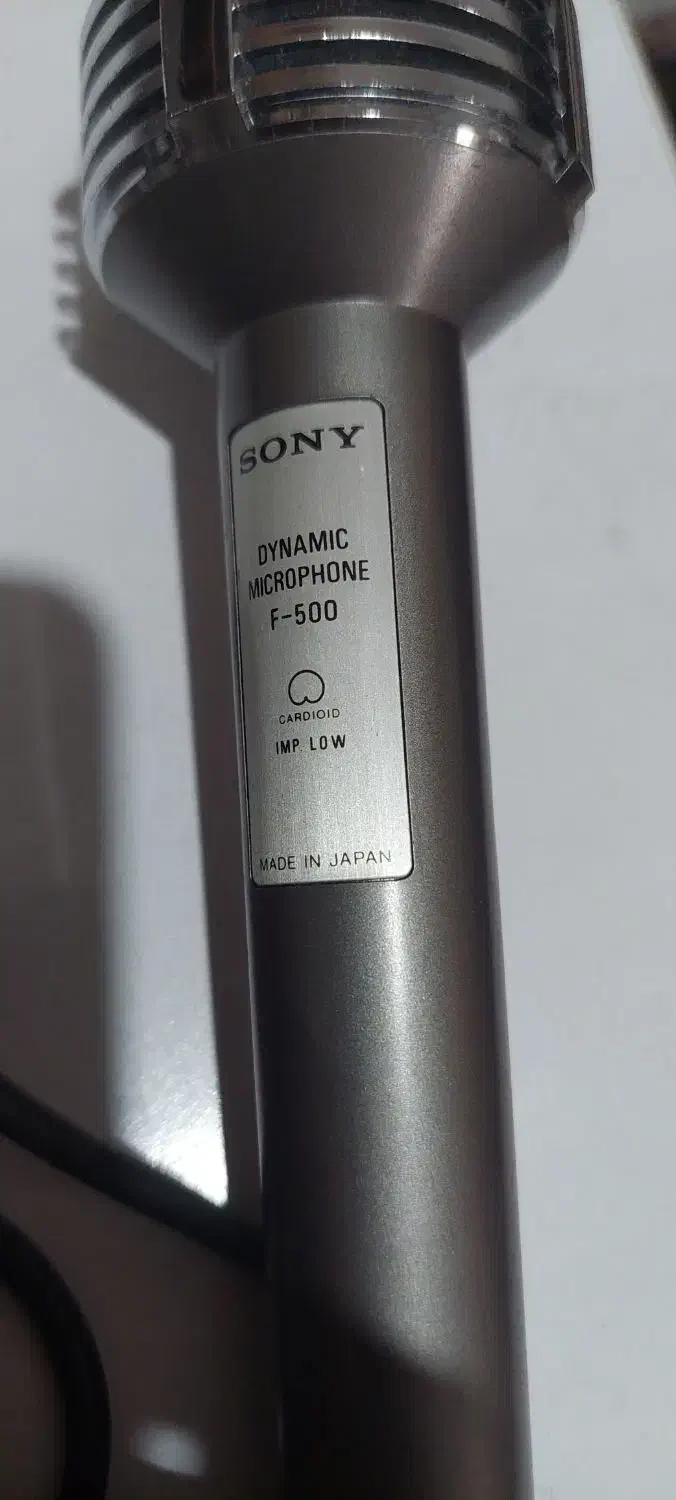 SONY
DYNAMIC
MICROPHONE
F-500
CARDIOID
IMP. LOW
MADE IN JAPAN